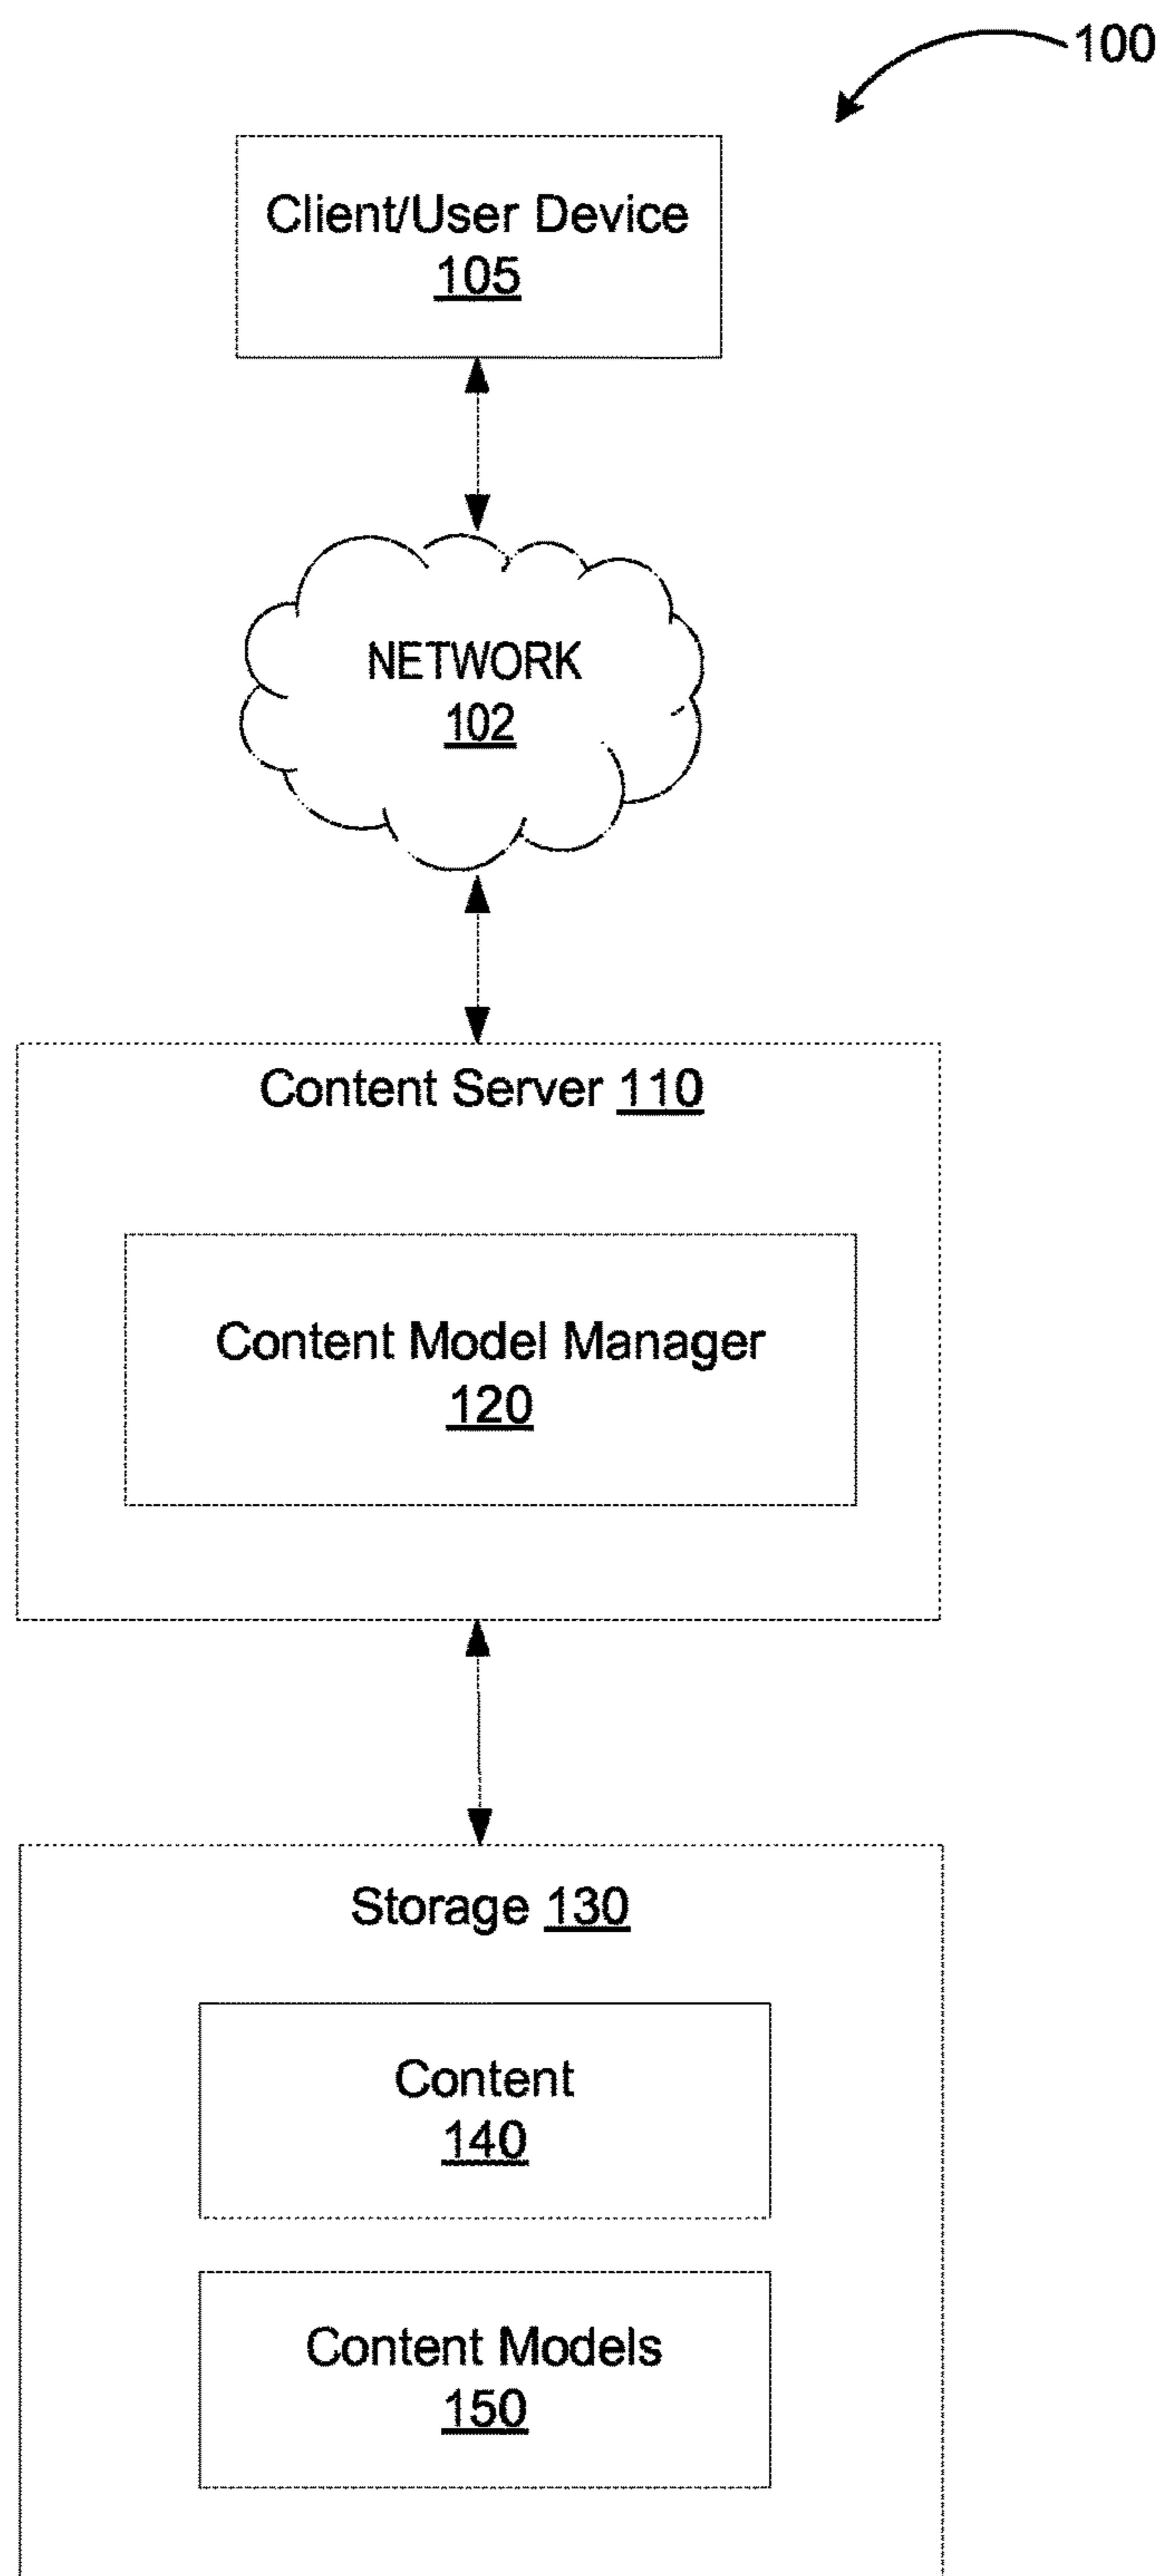 100
Client/User Device
105
NETWORK
102
Content Server 110
Content Model Manager
120
Storage 130
Content
140
Content Models
150